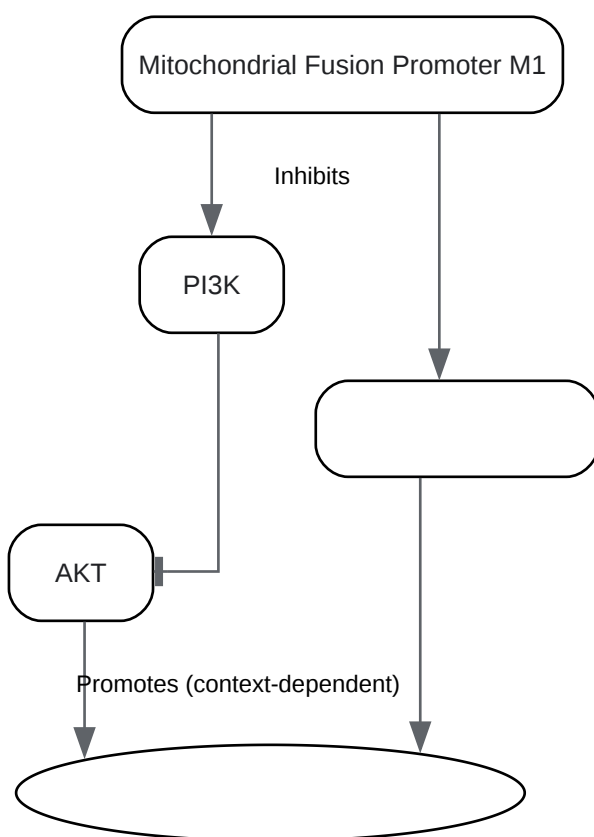 Mitochondrial Fusion Promoter M1
Inhibits
PI3K
AKT
Promotes (context-dependent)